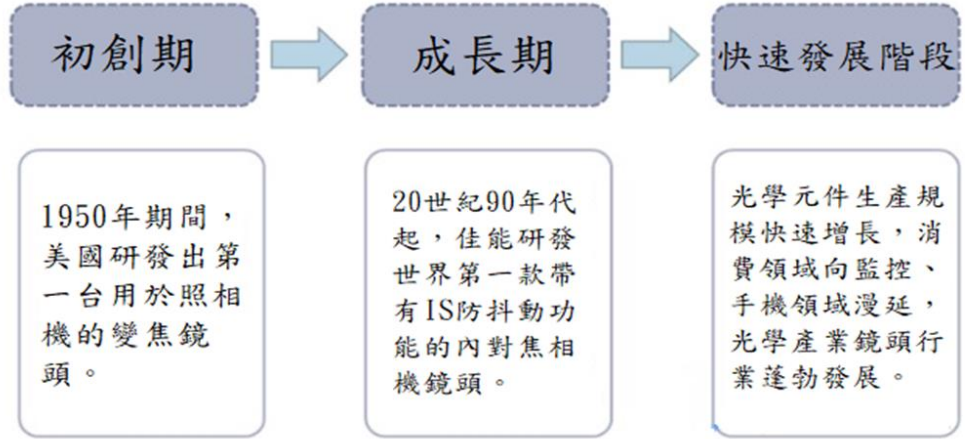 初創期
成長期
快速發展階段
1950年期間，
美國研發出第
一台用於照相
機的變焦鏡
頭。
20世紀90年代
起，佳能研發
世界第一款帶
有IS防抖動功
能的內對焦相
機鏡頭。
光學元件生產規
模快速增長，消
費領域向監控、
手機領域漫延，
光學產業鏡頭行
業蓬勃發展。